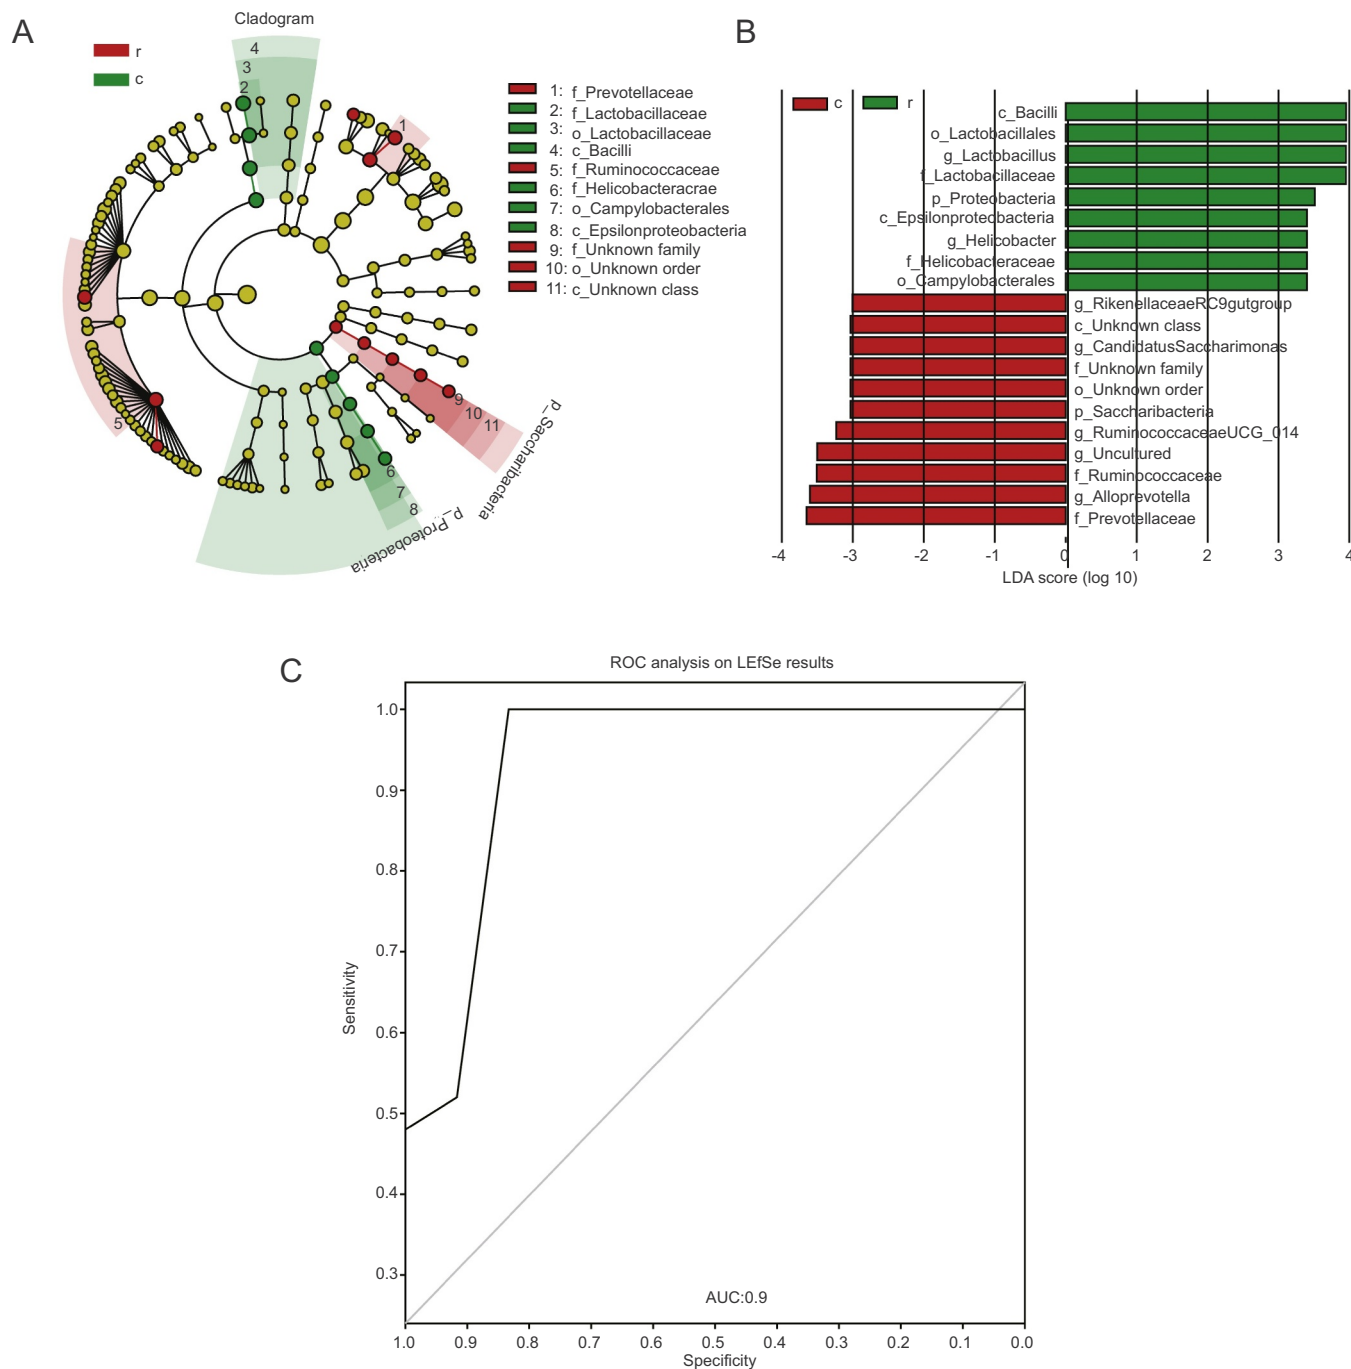 A
Cladogram
r
c
4
3
2
1
5
9
10
11
6
7
8
p_Saccharibacteria
p_Proteobacteria
1: f_Prevotellaceae
2: f_Lactobacillaceae
3: o_Lactobacillaceae
4: c_Bacilli
5: f_Ruminococcaceae
6: f_Helicobacteracrae
7: o_Campylobacterales
8: c_Epsilonproteobacteria
9: f_Unknown family
10: o_Unknown order
11: c_Unknown class
B
c r
c_Bacilli
o_Lactobacillales
g_Lactobacillus
f_Lactobacillaceae
p_Proteobacteria
c_Epsilonproteobacteria
g_Helicobacter
f_Helicobacteraceae
o_Campylobacterales
g_RikenellaceaeRC9gutgroup
c_Unknown class
g_CandidatusSaccharimonas
f_Unknown family
o_Unknown order
p_Saccharibacteria
g_RuminococcaceaeUCG_014
g_Uncultured
f_Ruminococcaceae
g_Alloprevotella
f_Prevotellaceae
-4 -3 -2 -1 0 1 2 3 4
LDA score (log 10)
C
ROC analysis on LEfSe results
1.0
0.9
0.8
0.7
0.6
0.5
0.4
0.3
Sensitivity
AUC:0.9
1.0 0.9 0.8 0.7 0.6 0.5 0.4 0.3 0.2 0.1 0.0
Specificity